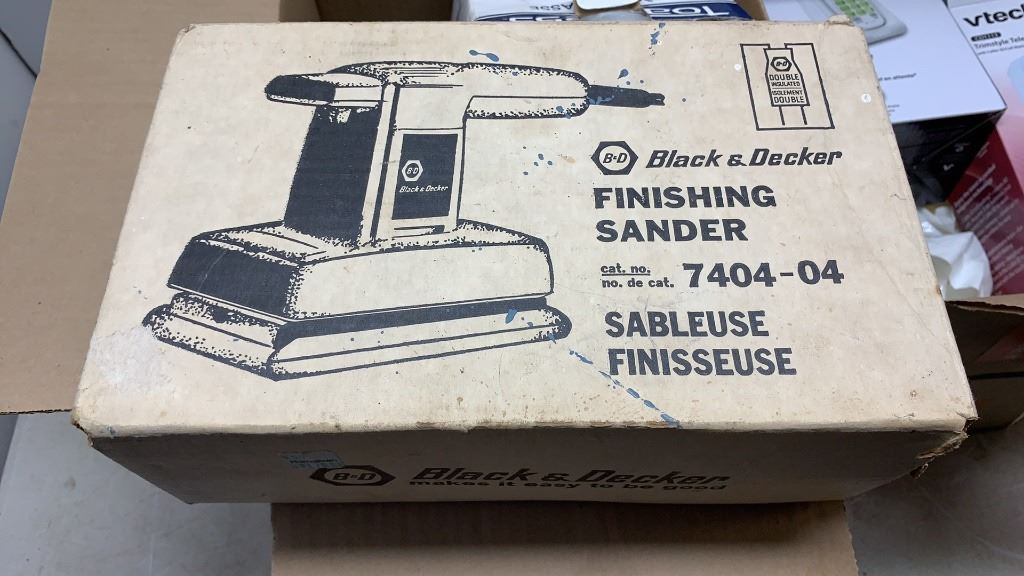 DOUBLE
INSULATED
ISOLEMENT
DOUBLE
B&D Black & Decker
FINISHING
SANDER
cat. no.
no. de cat. 7404-04
SABLEUSE
FINISSEUSE
B&D
Black & Decker
B&D Black & Decker
makes it easy to be good
vtech